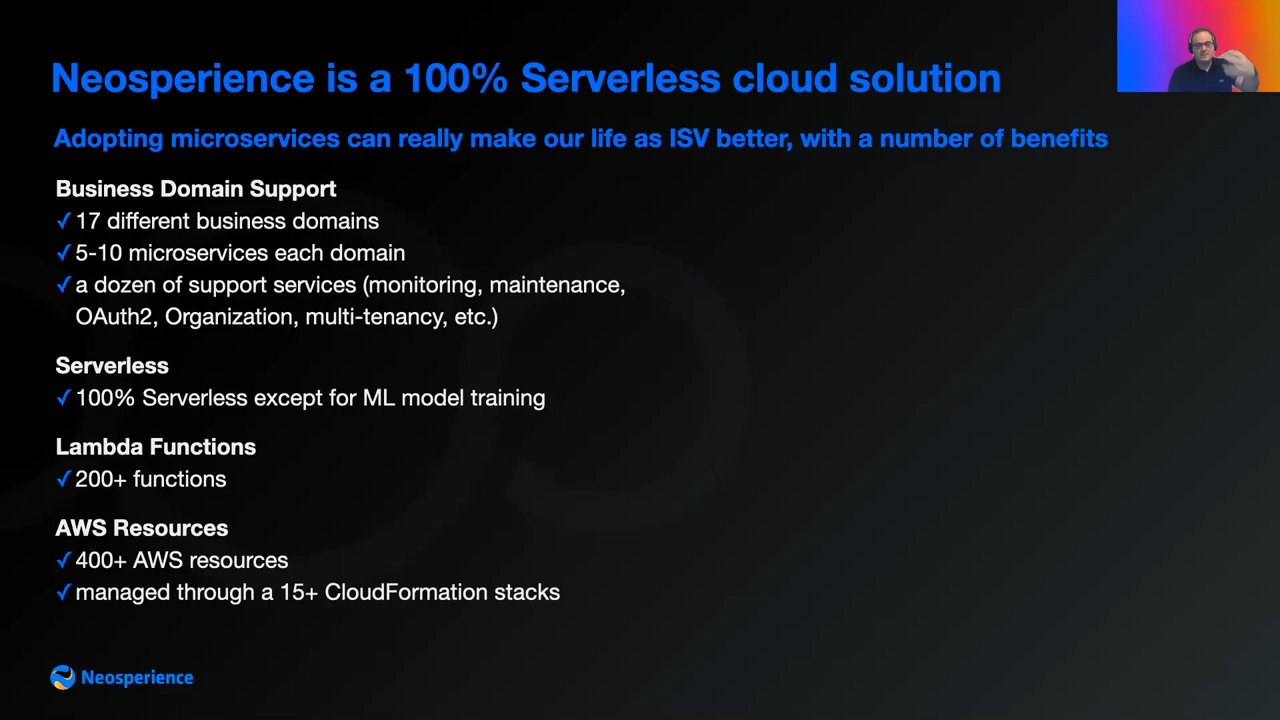 Neosperience is a 100% Serverless cloud solution
Adopting microservices can really make our life as ISV better, with a number of benefits
Business Domain Support
✓ 17 different business domains
✓ 5-10 microservices each domain
✓ a dozen of support services (monitoring, maintenance,
OAuth2, Organization, multi-tenancy, etc.)
Serverless
✓ 100% Serverless except for ML model training
Lambda Functions
✓ 200+ functions
AWS Resources
✓ 400+ AWS resources
✓ managed through a 15+ CloudFormation stacks
Neosperience